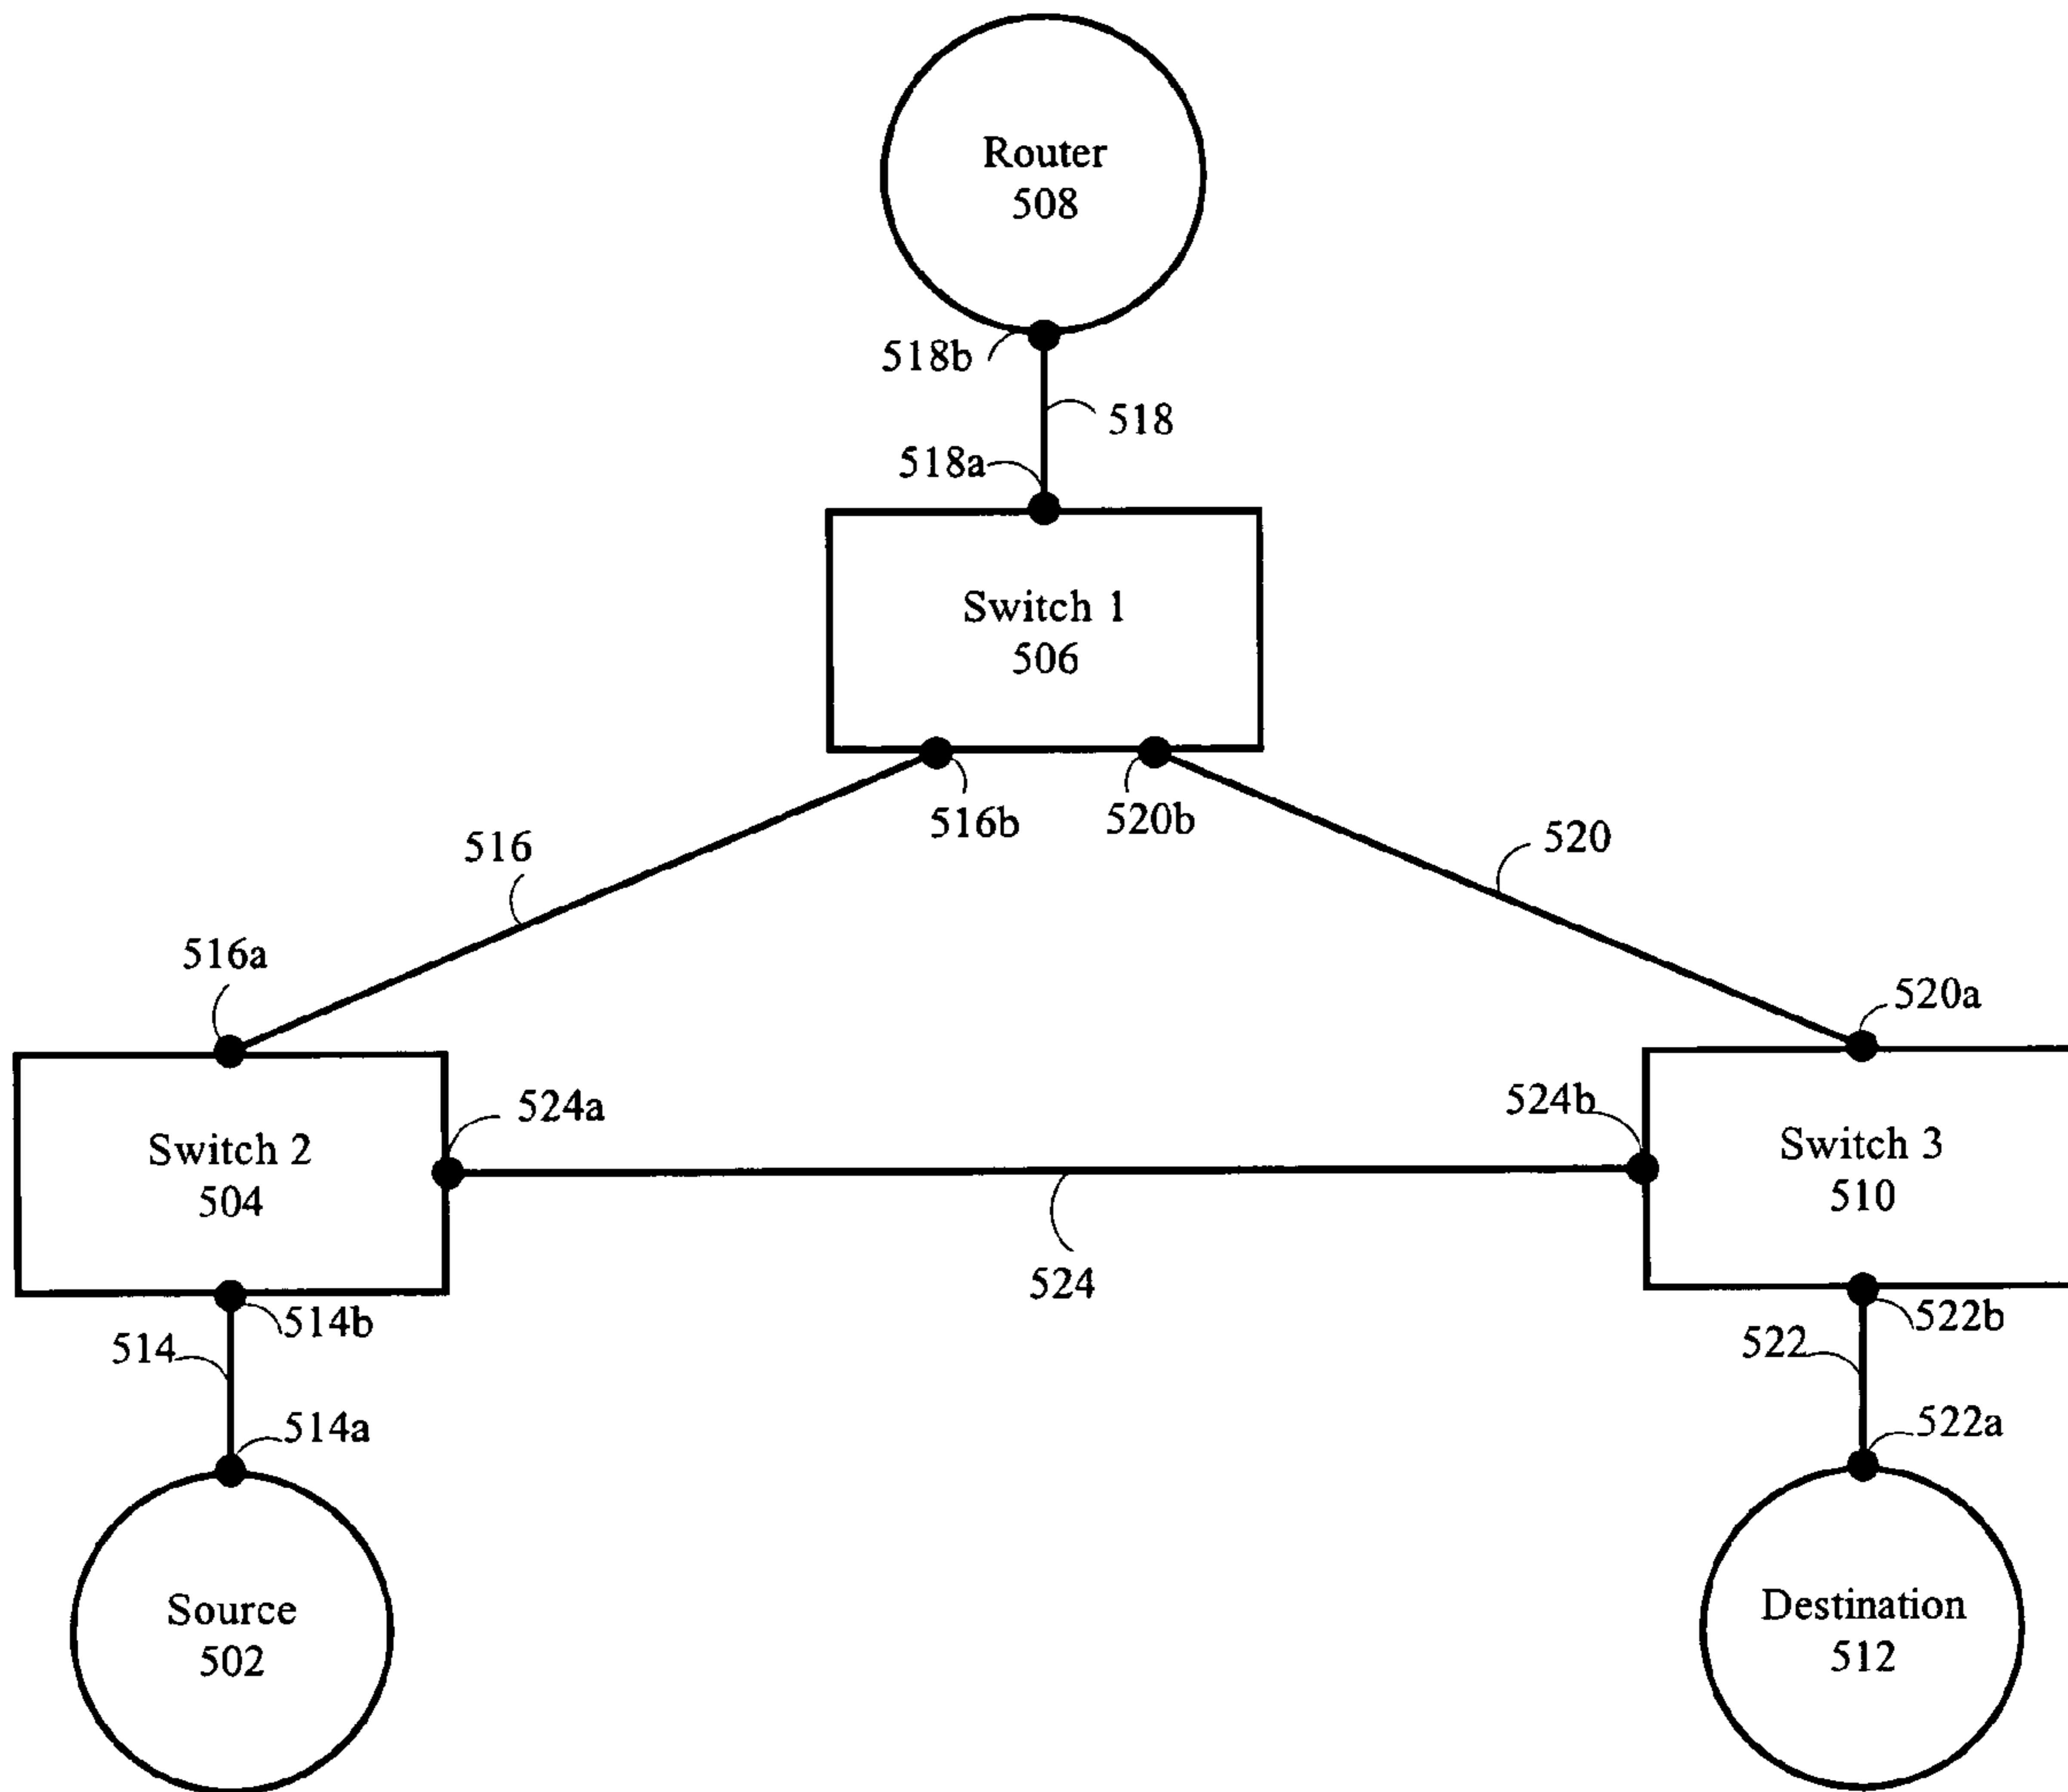 Router
508
518b
518
518a
Switch 1
506
516b
520b
516
520
516a
520a
524a
524b
Switch 2
504
Switch 3
510
524
514b
522b
514
522
514a
522a
Source
502
Destination
512